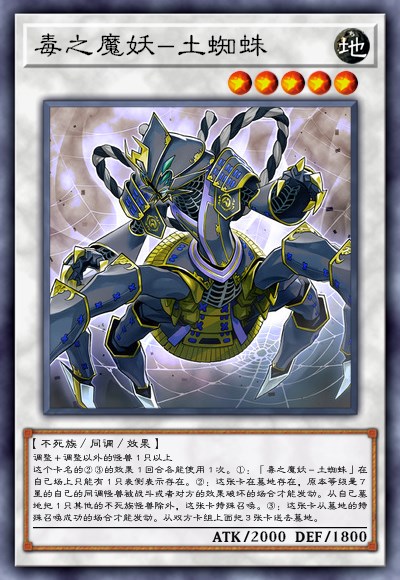 毒之魔妖－土蜘蛛
地
【不死族／同调／效果】
调整＋调整以外的怪兽1只以上
这个卡名的②③的效果1回合各能使用1次。①：「毒之魔妖－土蜘蛛」在
自己场上只能有1只表侧表示存在。②：这张卡在墓地存在，原本等级是7
星的自己的同调怪兽被战斗或者对方的效果破坏的场合才能发动。从自己墓
地把1只其他的不死族怪兽除外，这张卡特殊召唤。③：这张卡从墓地的特
殊召唤成功的场合才能发动。从双方卡组上面把3张卡送去墓地。
ATK/2000 DEF/1800